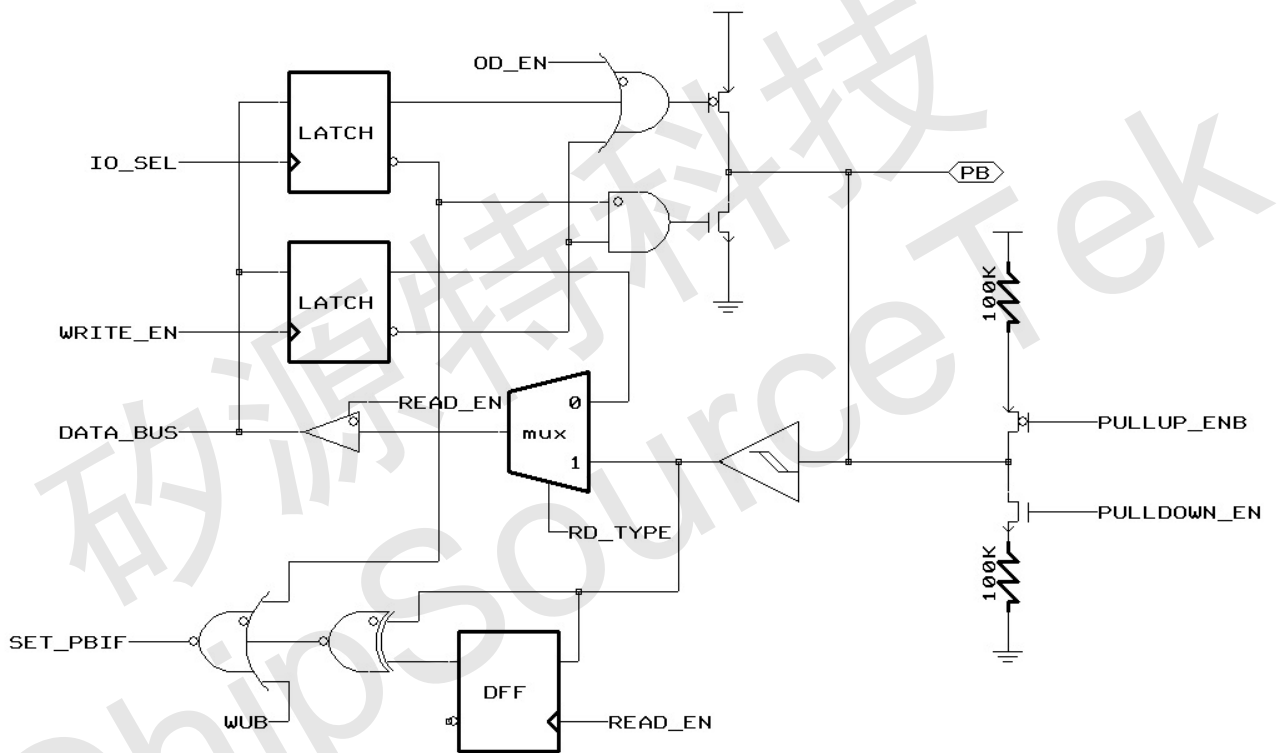 OD_EN
LATCH
IO_SEL
PB
LATCH
100K
WRITE_EN
READ_EN
0
DATA_BUS
mux
PULLUP_ENB
1
RD_TYPE
PULLDOWN_EN
100K
SET_PBIF
DFF
WUB
READ_EN
矽源特科技
ChipSourceTek